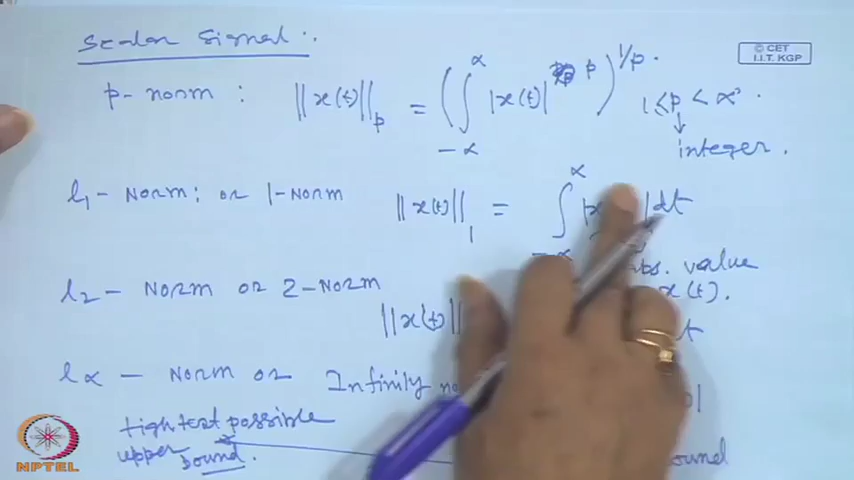 Scalar Signal :.
© CET
I.I.T. KGP
p-norm : ||x(t)||p = (∫ |x(t)|^p)^1/p . 1 ≤ p < ∝ .
-∝ ∝
integer .
l1 - NORM : or 1-NORM ||x(t)||1 = ∫ |x |dt
-∝ ∝
abs. value
x(t).
l2 - NORM or 2-NORM ||x(t)||
l∝ - NORM or Infinity
tightest possible
upper bound.
NPTEL